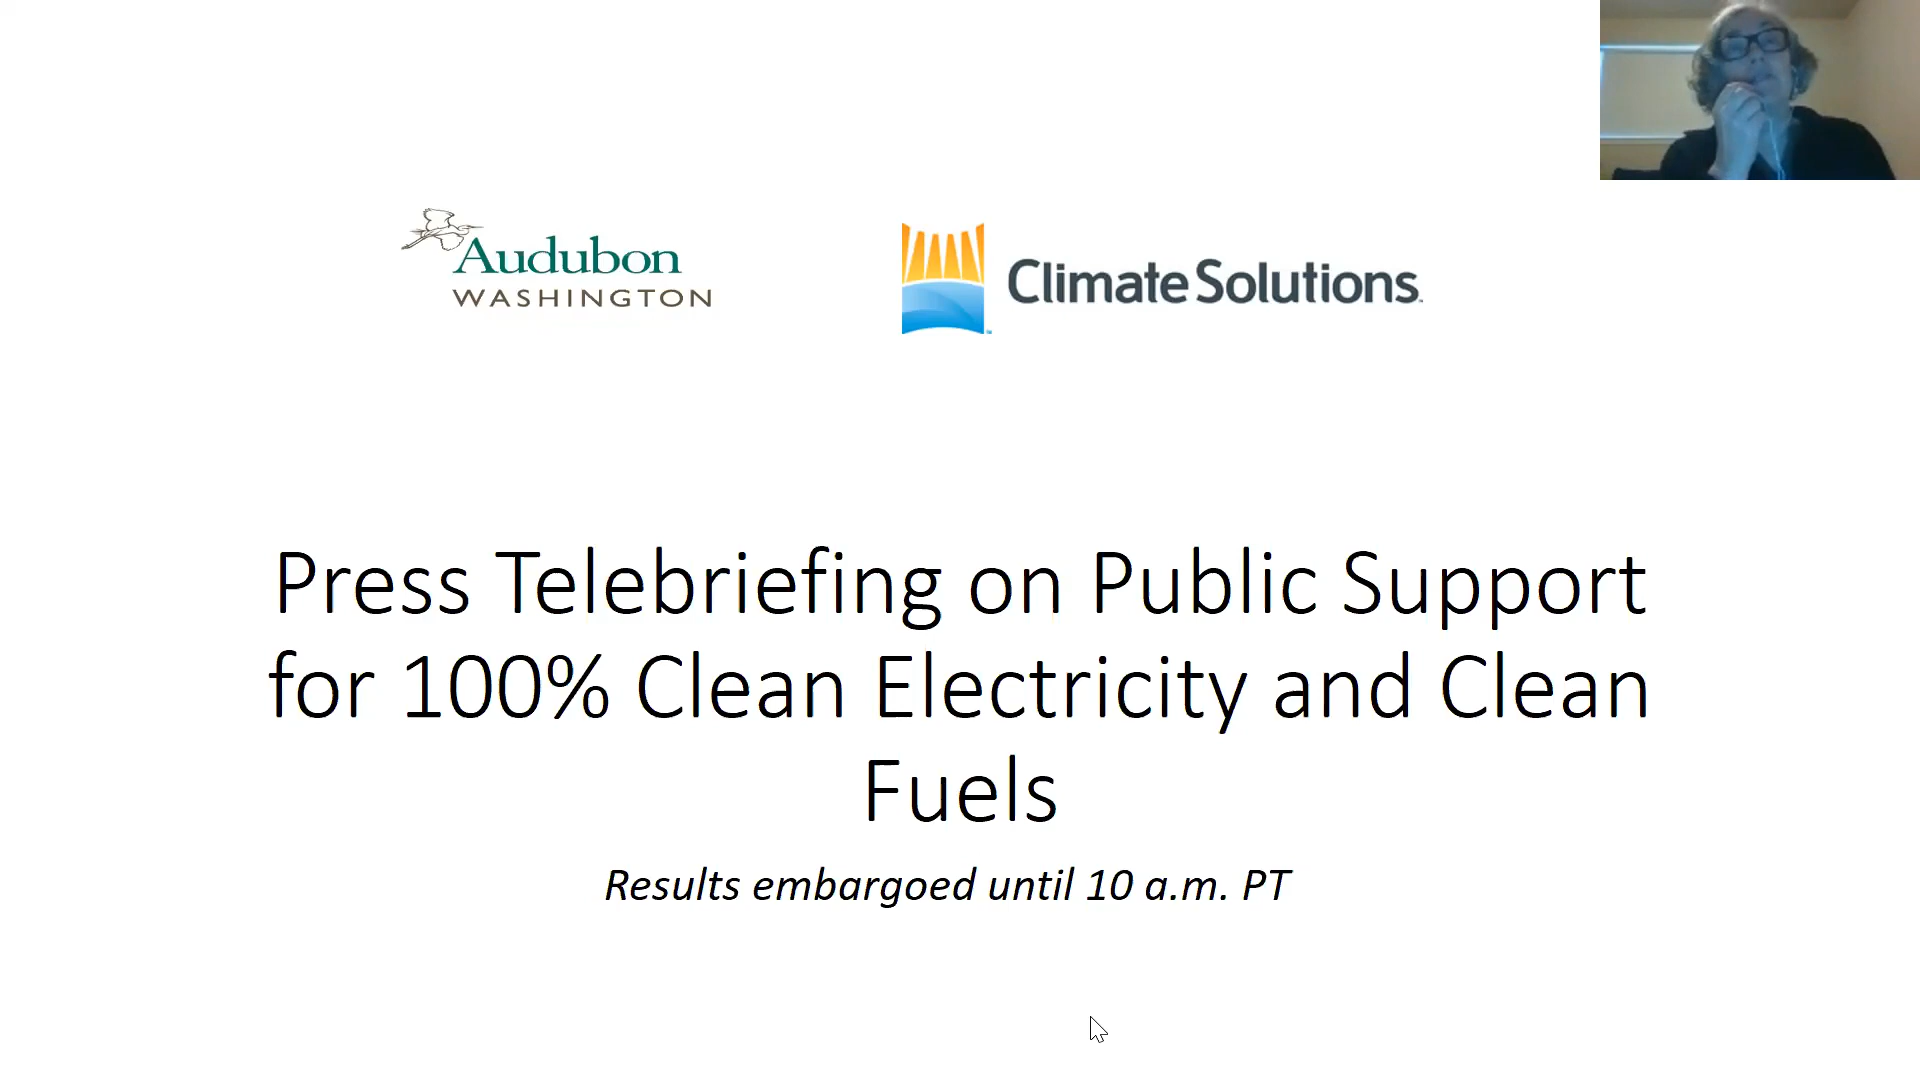 Audubon
WASHINGTON
Climate Solutions
Press Telebriefing on Public Support
for 100% Clean Electricity and Clean
Fuels
Results embargoed until 10 a.m. PT